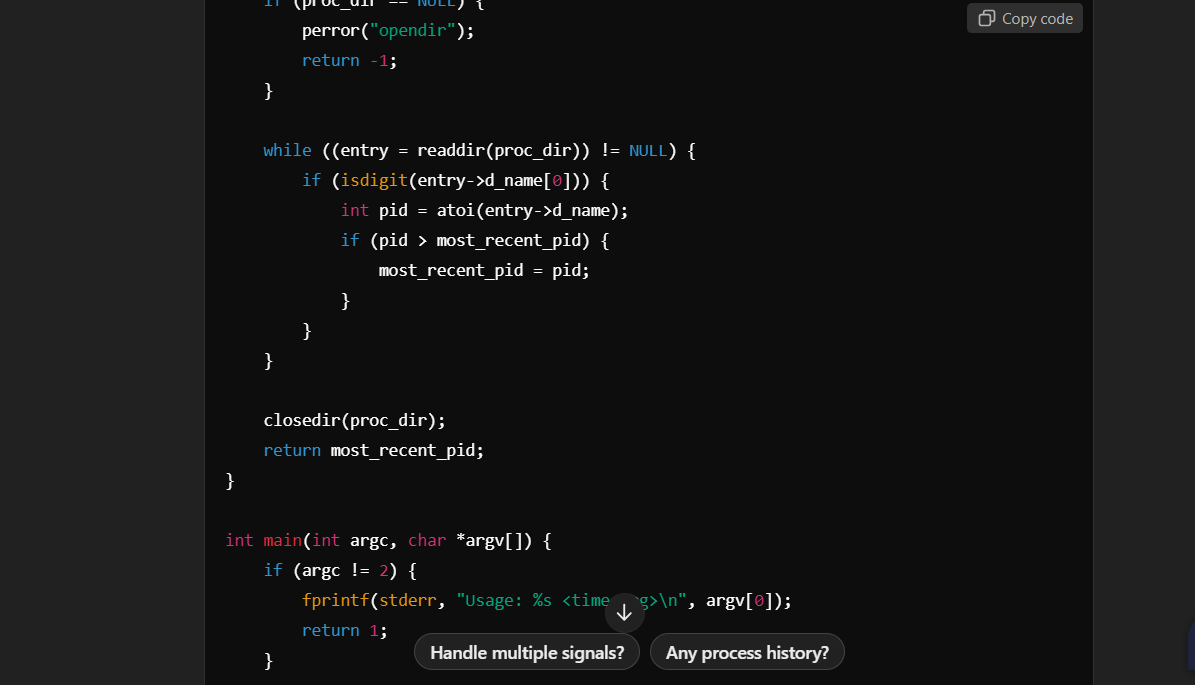 if (proc_dir == NULL) {
Copy code
perror("opendir");
return -1;
}
while ((entry = readdir(proc_dir)) != NULL) {
if (isdigit(entry->d_name[0])) {
int pid = atoi(entry->d_name);
if (pid > most_recent_pid) {
most_recent_pid = pid;
}
}
}
closedir(proc_dir);
return most_recent_pid;
}
int main(int argc, char *argv[]) {
if (argc != 2) {
fprintf(stderr, "Usage: %s <time g>\n", argv[0]);
return 1;
Handle multiple signals?
Any process history?
}